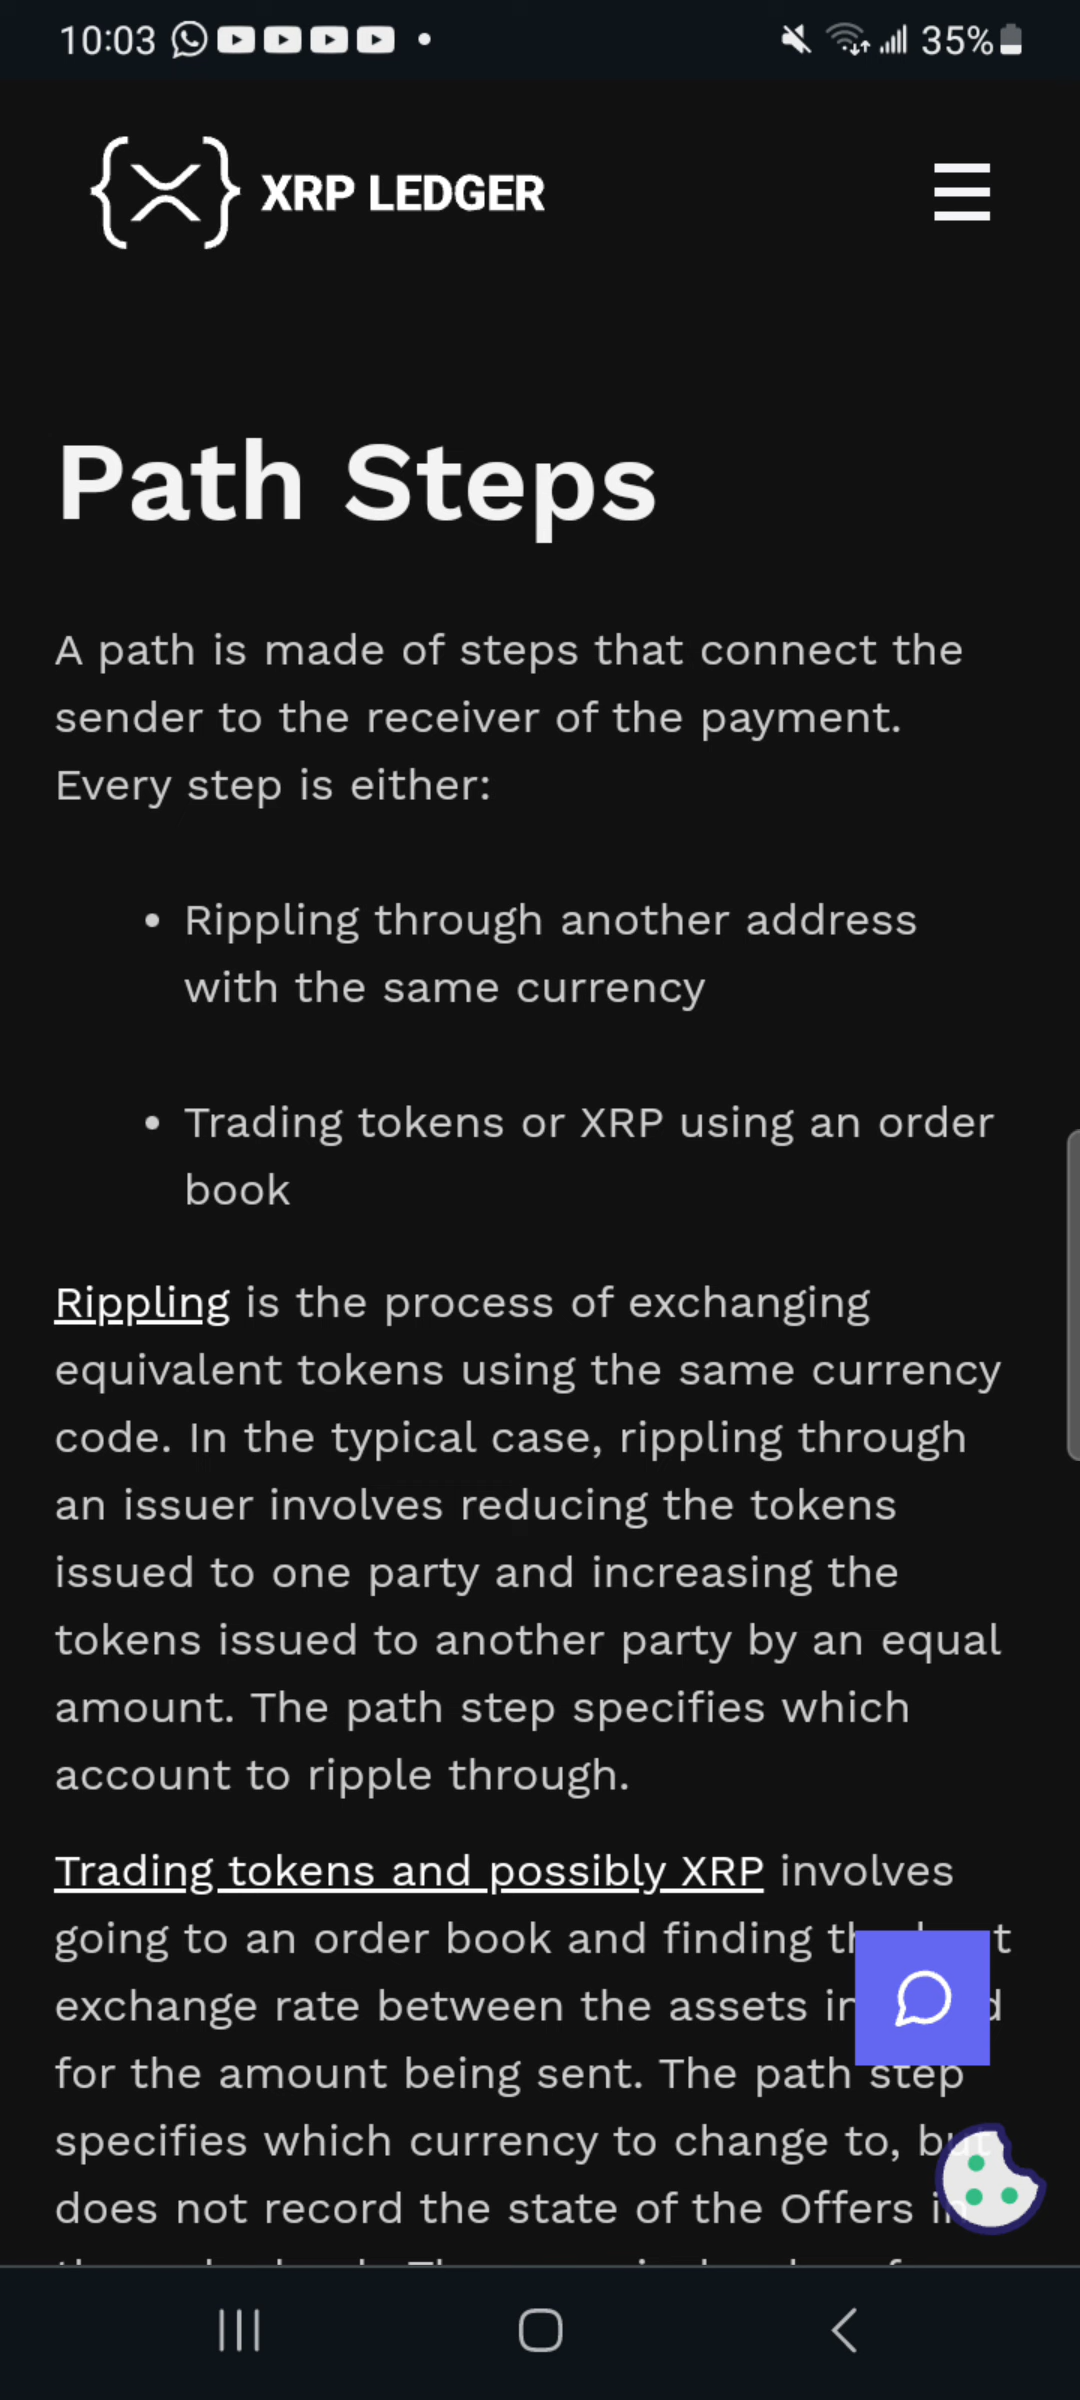 10:03
35%
XRP LEDGER
Path Steps
A path is made of steps that connect the
sender to the receiver of the payment.
Every step is either:
• Rippling through another address
with the same currency
• Trading tokens or XRP using an order
book
Rippling is the process of exchanging
equivalent tokens using the same currency
code. In the typical case, rippling through
an issuer involves reducing the tokens
issued to one party and increasing the
tokens issued to another party by an equal
amount. The path step specifies which
account to ripple through.
Trading tokens and possibly XRP involves
going to an order book and finding
exchange rate between the assets
for the amount being sent. The path step
specifies which currency to change to, but
does not record the state of the Offers in